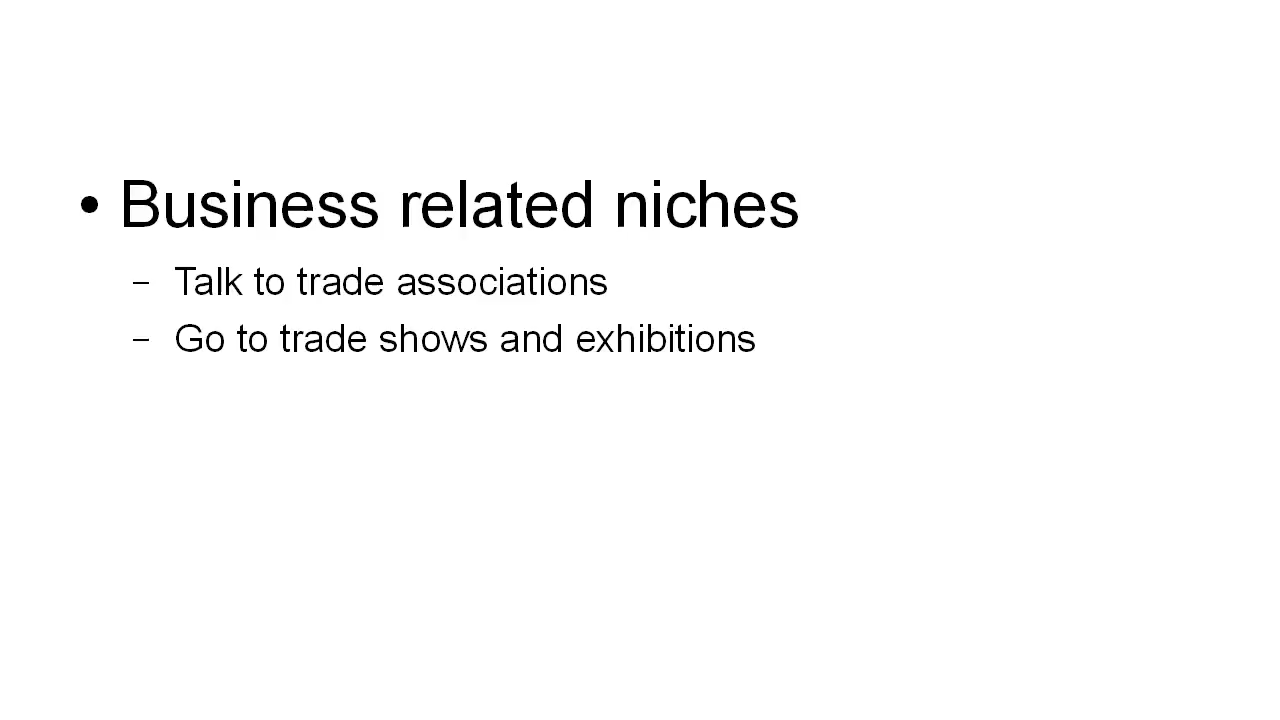 • Business related niches
– Talk to trade associations
– Go to trade shows and exhibitions